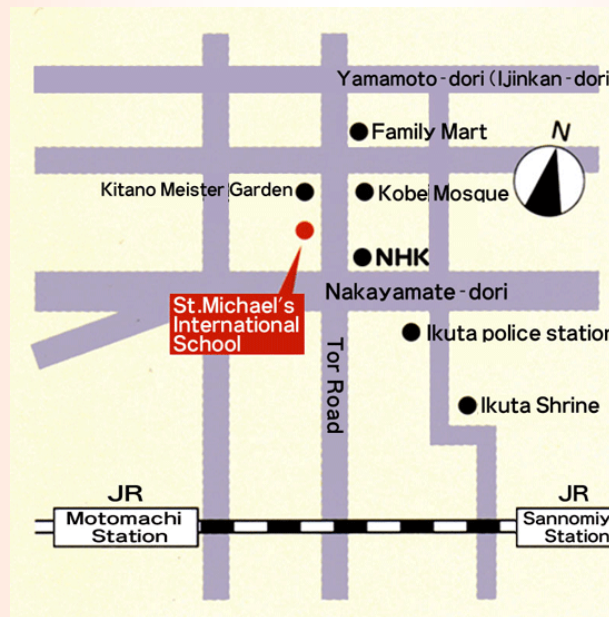 Yamamoto-dori (Ijinkan-dori
Family Mart
N
Kitano Meister Garden
Kobe Mosque
NHK
Nakayamate-dori
St.Michael's
International
School
Ikuta police station
Tor Road
Ikuta Shrine
JR
Motomachi
Station
JR
Sannomiy
Station